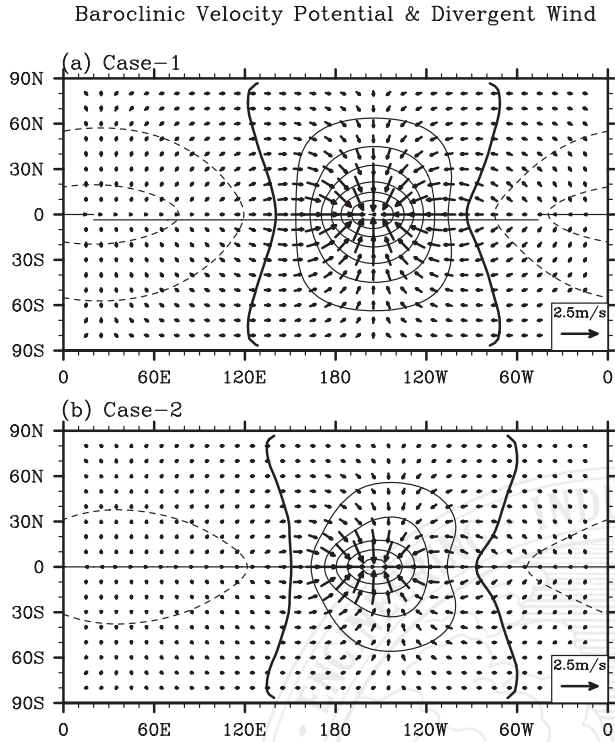 Baroclinic Velocity Potential & Divergent Wind
(a) Case-1
90N
60N
30N
0
30S
60S
90S
2.5m/s
0 60E 120E 180 120W 60W 0
(b) Case-2
90N
60N
30N
0
30S
60S
90S
2.5m/s
0 60E 120E 180 120W 60W 0